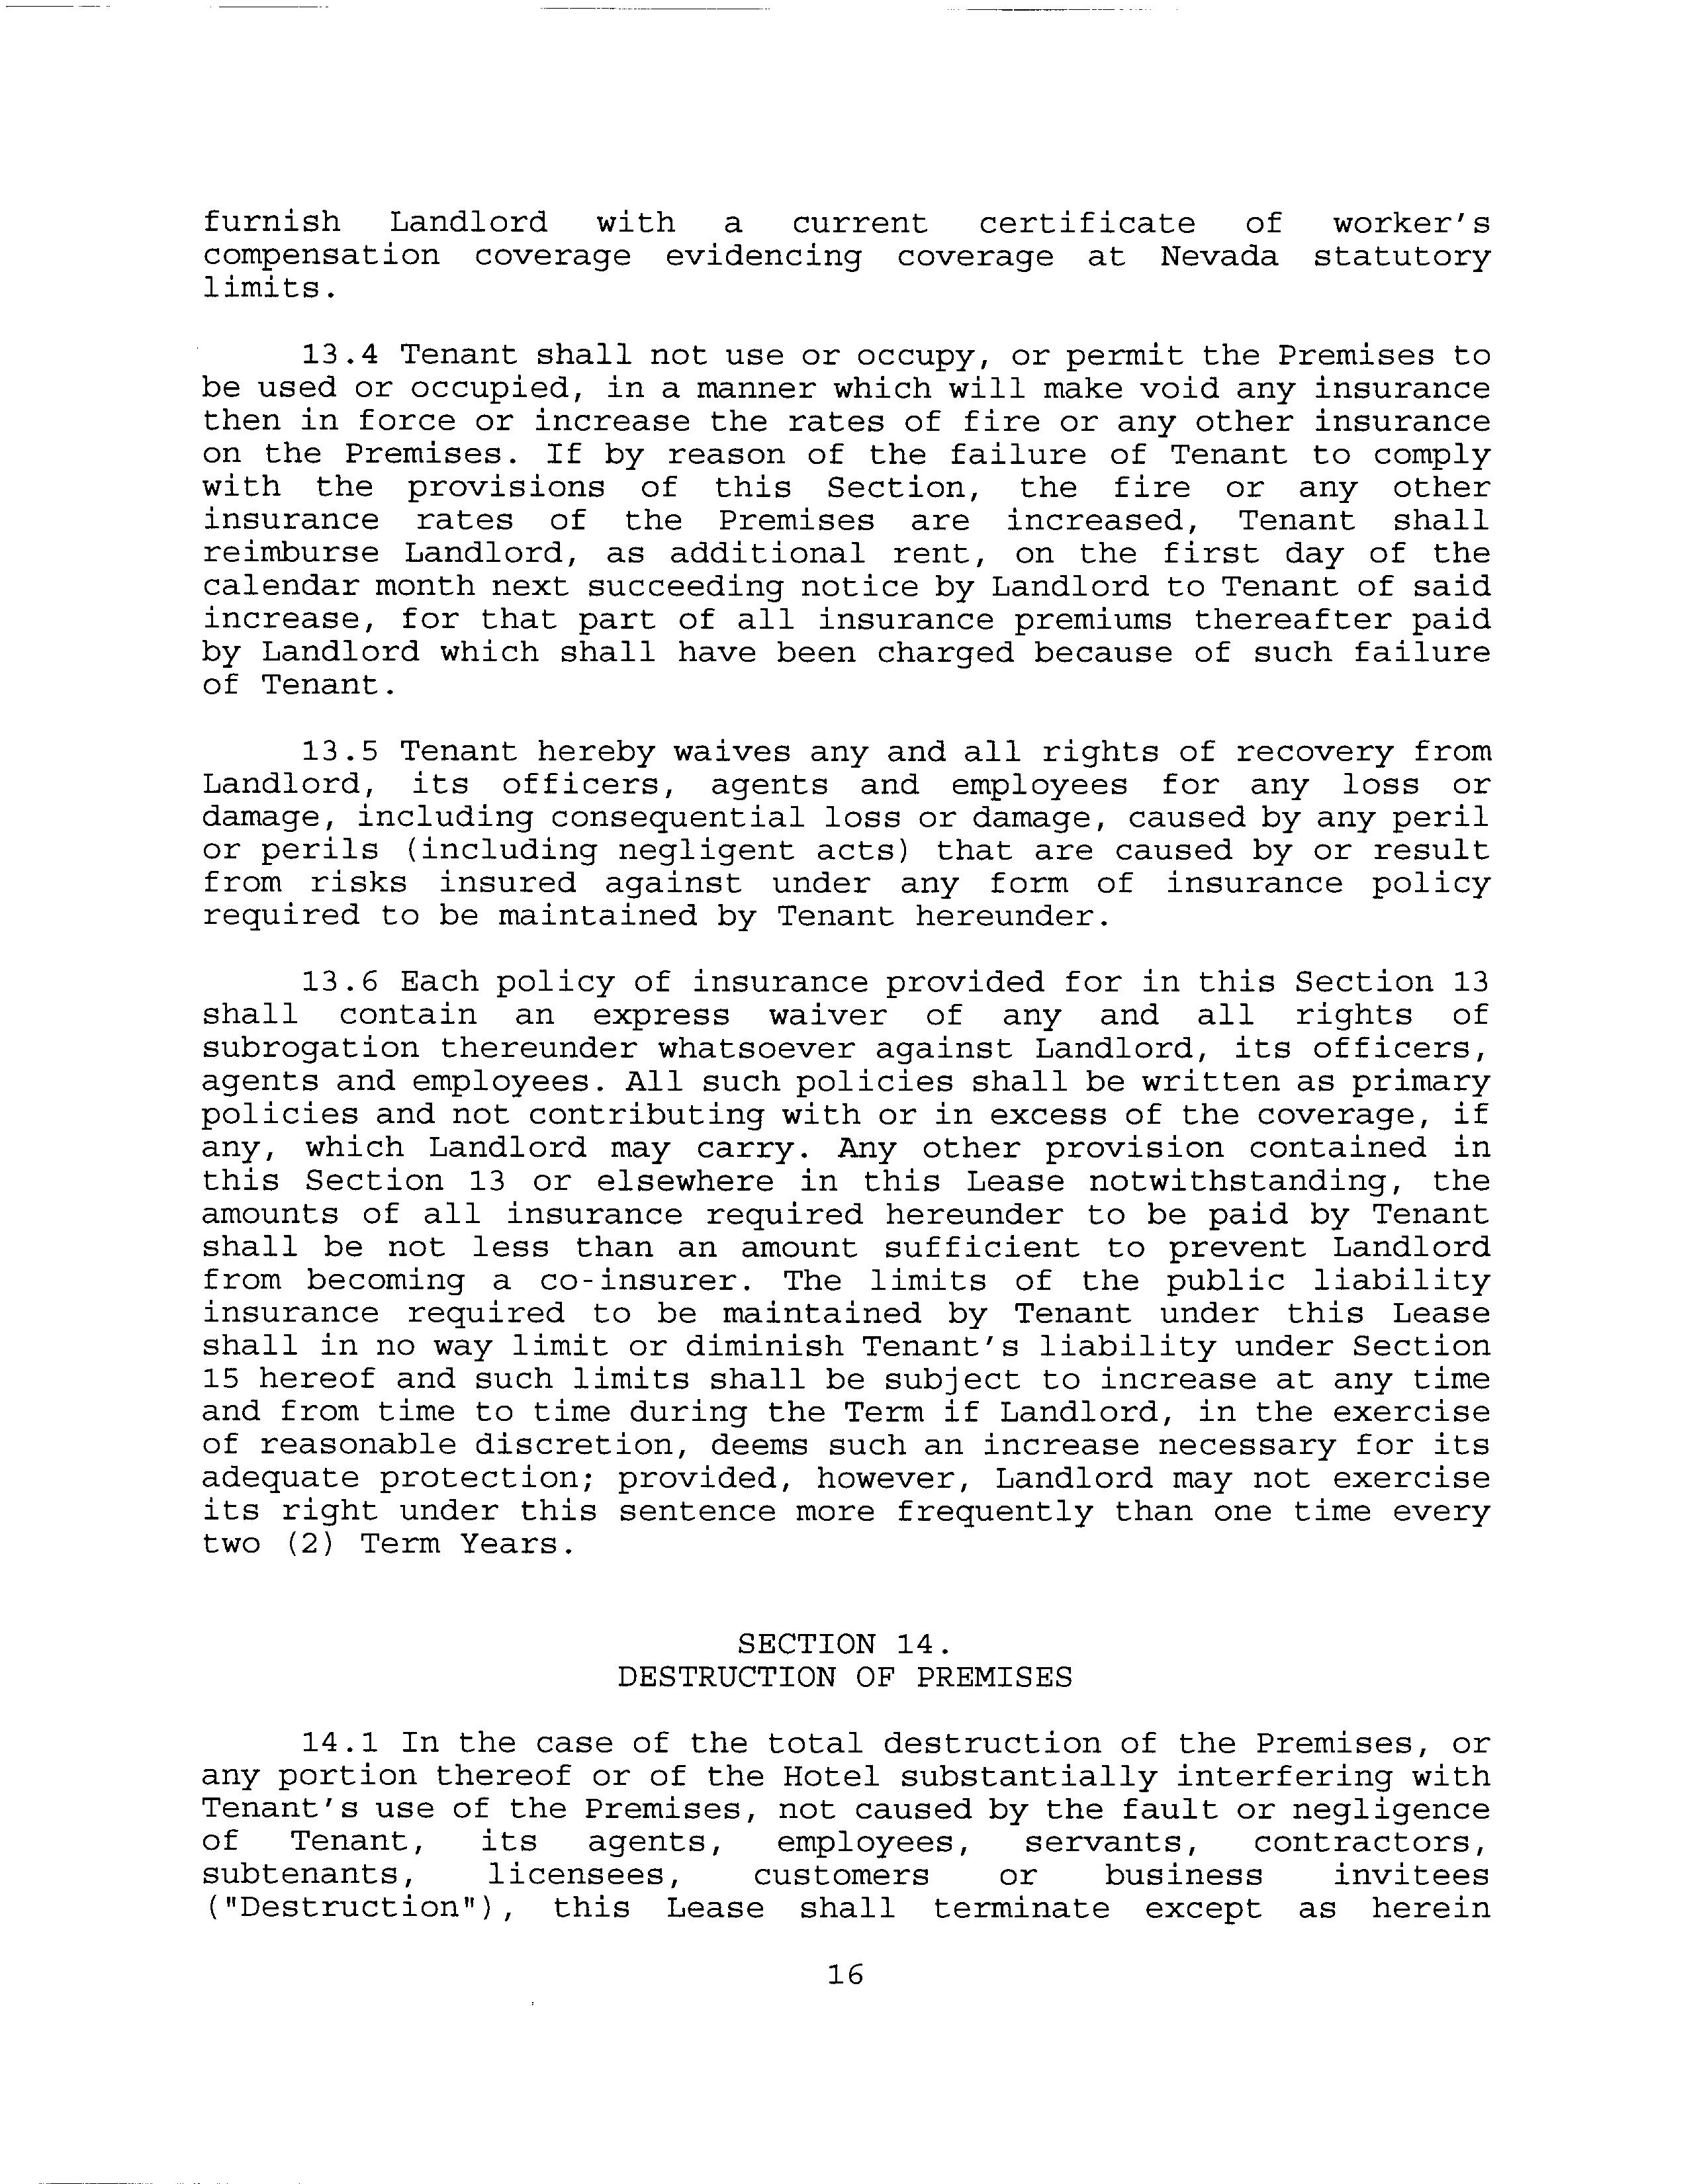 furnish Landlord with a current certificate of worker's
compensation coverage evidencing coverage at Nevada statutory
limits.
13.4 Tenant shall not use or occupy, or permit the Premises to
be used or occupied, in a manner which will make void any insurance
then in force or increase the rates of fire or any other insurance
on the Premises. If by reason of the failure of Tenant to comply
with the provisions of this Section, the fire or any other
insurance rates of the Premises are increased, Tenant shall
reimburse Landlord, as additional rent, on the first day of the
calendar month next succeeding notice by Landlord to Tenant of said
increase, for that part of all insurance premiums thereafter paid
by Landlord which shall have been charged because of such failure
of Tenant.
13.5 Tenant hereby waives any and all rights of recovery from
Landlord, its officers, agents and employees for any loss or
damage, including consequential loss or damage, caused by any peril
or perils (including negligent acts) that are caused by or result
from risks insured against under any form of insurance policy
required to be maintained by Tenant hereunder.
13.6 Each policy of insurance provided for in this Section 13
shall contain an express waiver of any and all rights of
subrogation thereunder whatsoever against Landlord, its officers,
agents and employees. All such policies shall be written as primary
policies and not contributing with or in excess of the coverage, if
any, which Landlord may carry. Any other provision contained in
this Section 13 or elsewhere in this Lease notwithstanding, the
amounts of all insurance required hereunder to be paid by Tenant
shall be not less than an amount sufficient to prevent Landlord
from becoming a co-insurer. The limits of the public liability
insurance required to be maintained by Tenant under this Lease
shall in no way limit or diminish Tenant's liability under Section
15 hereof and such limits shall be subject to increase at any time
and from time to time during the Term if Landlord, in the exercise
of reasonable discretion, deems such an increase necessary for its
adequate protection; provided, however, Landlord may not exercise
its right under this sentence more frequently than one time every
two (2) Term Years.
SECTION 14.
DESTRUCTION OF PREMISES
14.1 In the case of the total destruction of the Premises, or
any portion thereof or of the Hotel substantially interfering with
Tenant's use of the Premises, not caused by the fault or negligence
of Tenant, its agents, employees, servants, contractors,
subtenants, licensees, customers or business invitees
("Destruction"), this Lease shall terminate except as herein
16